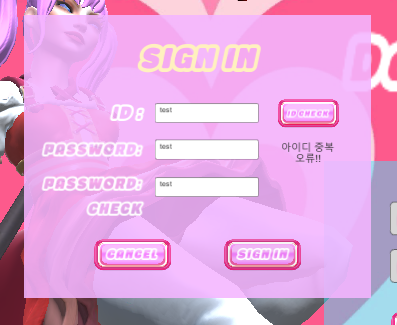 SIGN IN
ID: test ID CHECK
PASSWORD: test 아이디 중복
오류!!
PASSWORD: test
CHECK
CANCEL SIGN IN